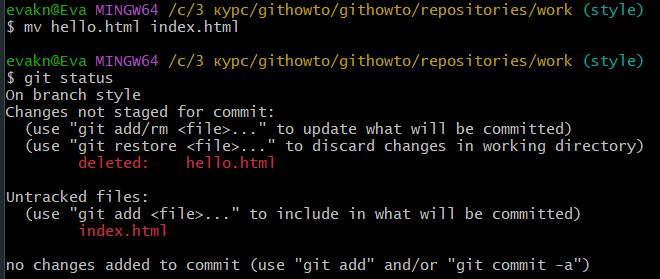 evakn@Eva MINGW64 /c/3 курс/githowto/githowto/repositories/work (style)
$ mv hello.html index.html
evakn@Eva MINGW64 /c/3 курс/githowto/githowto/repositories/work (style)
$ git status
On branch style
Changes not staged for commit:
  (use "git add/rm <file>..." to update what will be committed)
  (use "git restore <file>..." to discard changes in working directory)
        deleted:    hello.html
Untracked files:
  (use "git add <file>..." to include in what will be committed)
        index.html
no changes added to commit (use "git add" and/or "git commit -a")